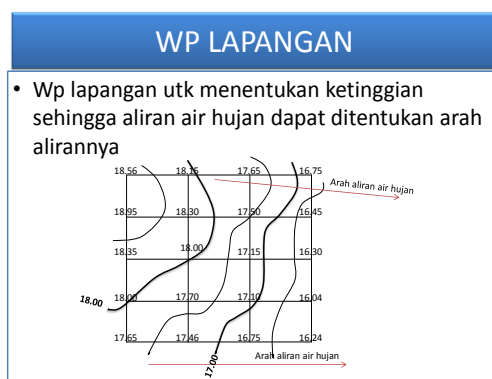 WP LAPANGAN
• Wp lapangan utk menentukan ketinggian
sehingga aliran air hujan dapat ditentukan arah
alirannya
18.56 18.15 17.65 16.75
Arah aliran air hujan
18.95 18.30 17.50 16.45
18.00
18.35 17.15 16.30
18.00 18.00 17.70 17.10 16.04
17.65 17.46 16.75 16.24
Arah aliran air hujan
17.00